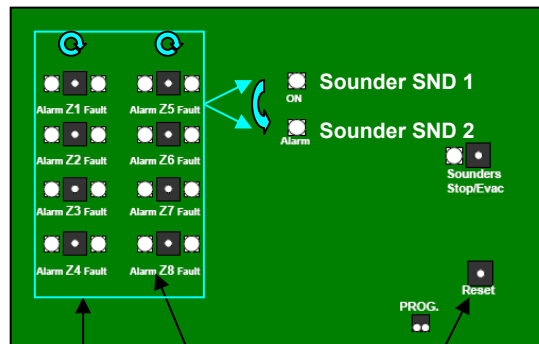 Sounder SND 1
ON
Alarm Z1 Fault Alarm Z5 Fault
Sounder SND 2
Alarm
Alarm Z2 Fault Alarm Z6 Fault
Sounders
Stop/Evac
Alarm Z3 Fault Alarm Z7 Fault
Alarm Z4 Fault Alarm Z8 Fault
Reset
PROG.